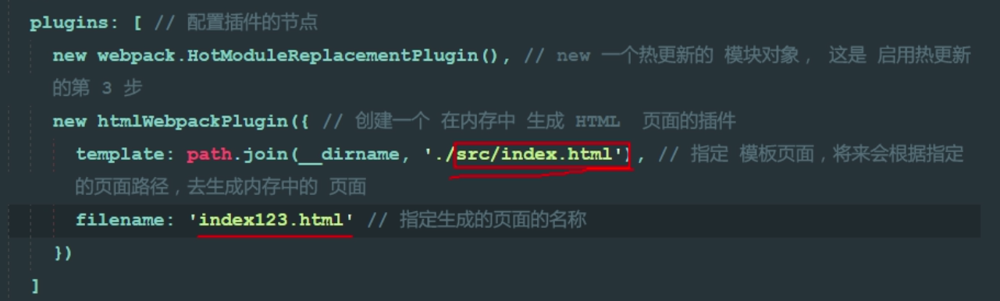 plugins: [ // 配置插件的节点
new webpack.HotModuleReplacementPlugin(), // new 一个热更新的 模块对象， 这是 启用热更新
的第 3 步
new htmlWebpackPlugin({ // 创建一个 在内存中 生成 HTML 页面的插件
template: path.join(__dirname, './src/index.html'), // 指定 模板页面，将来会根据指定
的页面路径，去生成内存中的 页面
filename: 'index123.html' // 指定生成的页面的名称
})
]